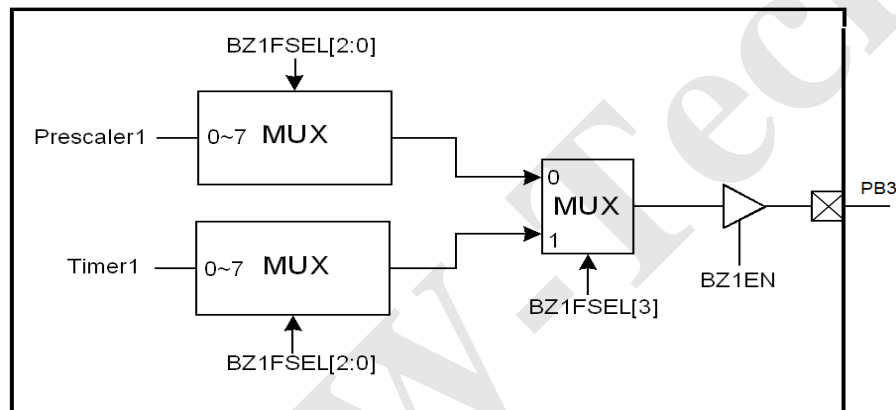 BZ1FSEL[2:0]
Prescaler1
0~7 MUX
0
MUX
1
PB3
Timer1
0~7 MUX
BZ1EN
BZ1FSEL[3]
BZ1FSEL[2:0]